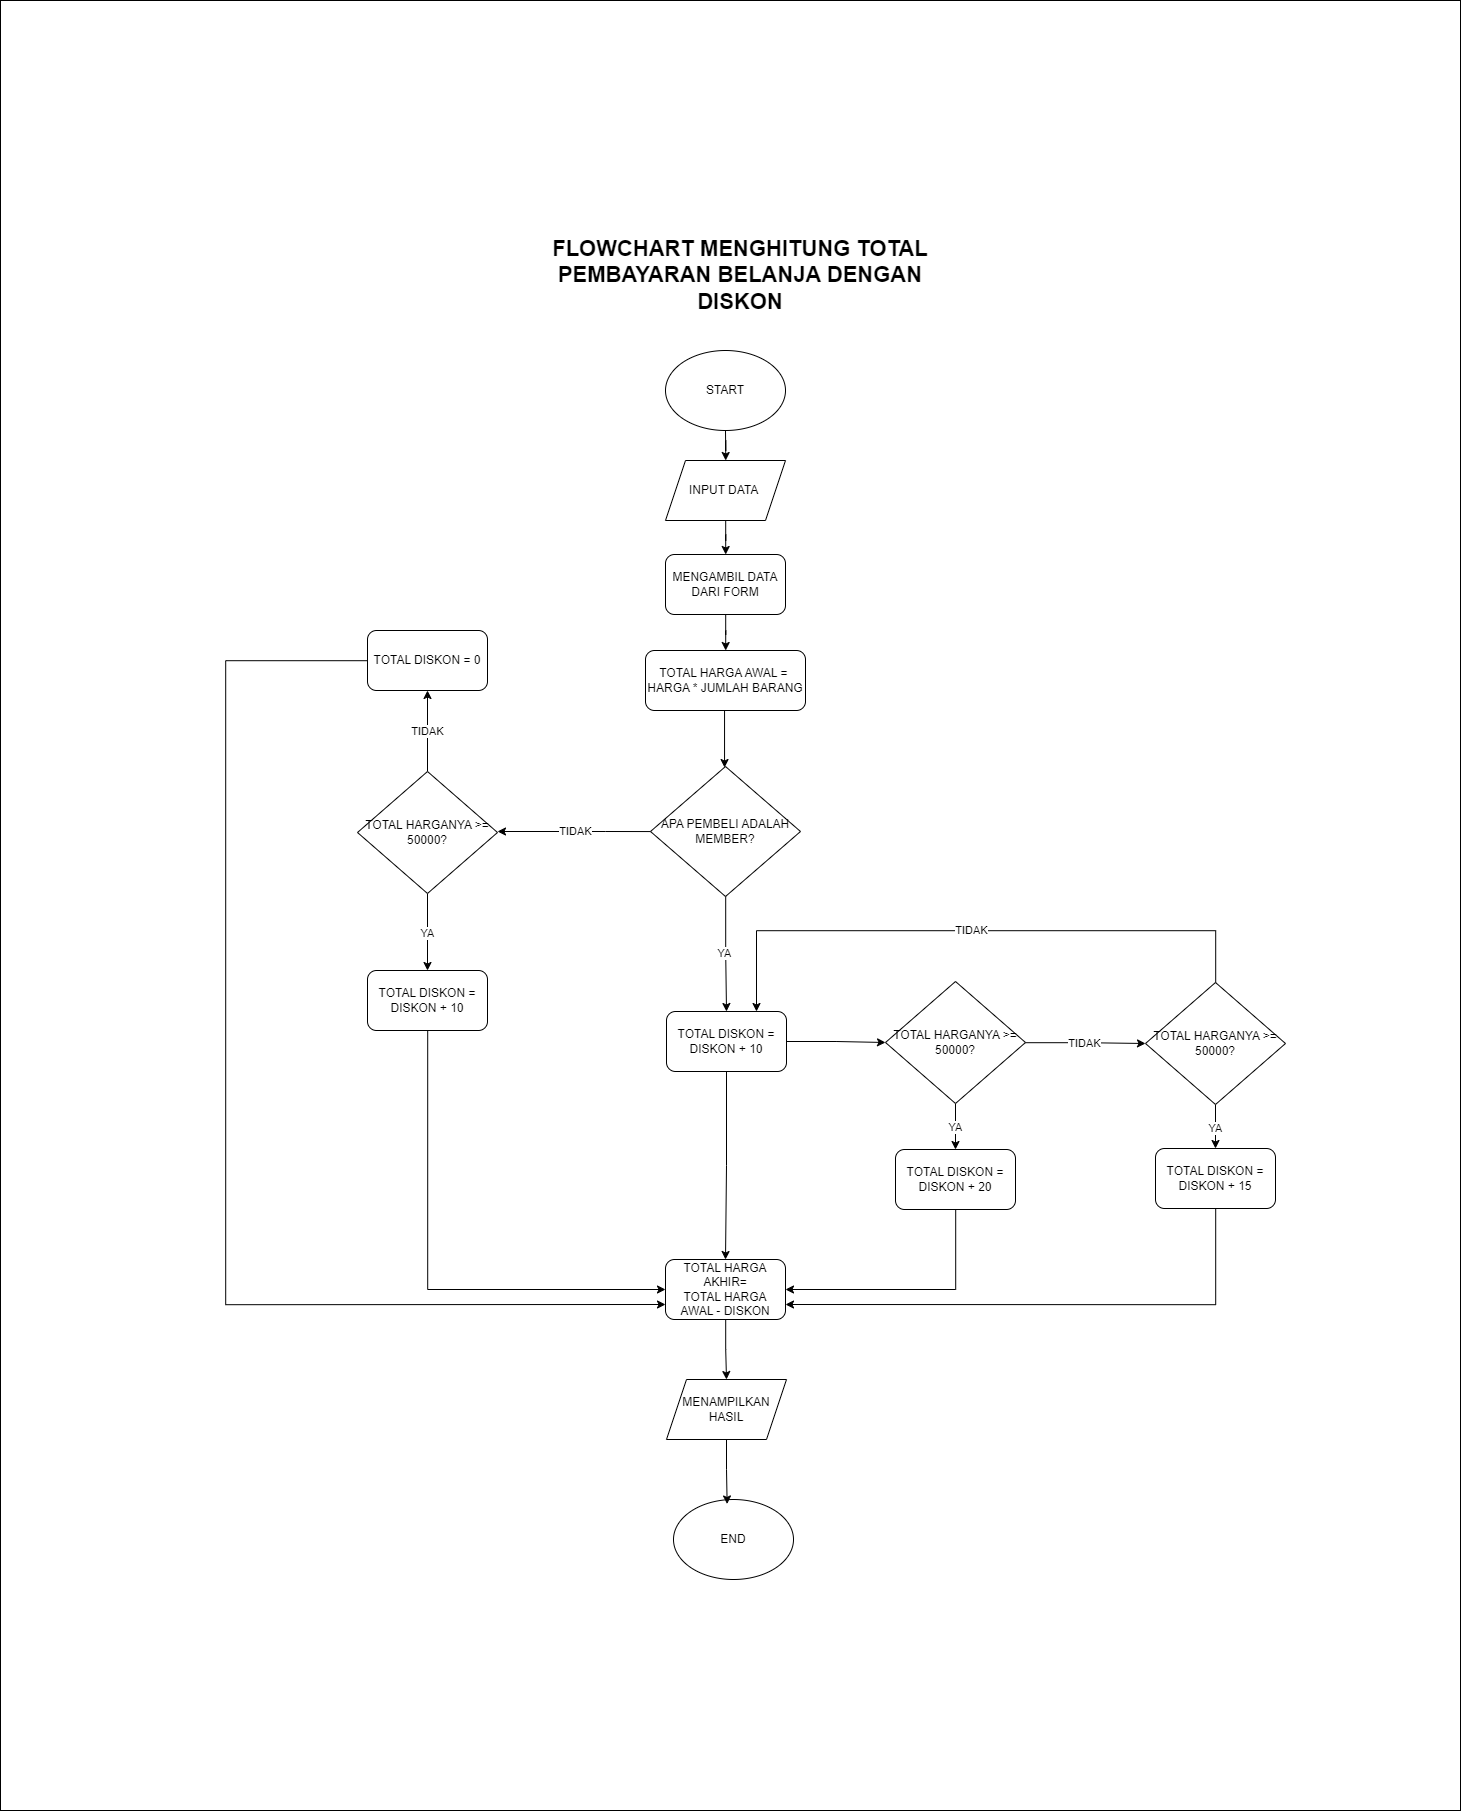 FLOWCHART MENGHITUNG TOTAL
PEMBAYARAN BELANJA DENGAN
DISKON
START
INPUT DATA
MENGAMBIL DATA
DARI FORM
TOTAL DISKON = 0
TOTAL HARGA AWAL =
HARGA * JUMLAH BARANG
TIDAK
TOTAL HARGANYA >=
50000?
TIDAK
APA PEMBELI ADALAH
MEMBER?
YA
YA
TIDAK
TOTAL DISKON =
DISKON + 10
TOTAL DISKON =
DISKON + 10
TOTAL HARGANYA >=
50000?
TIDAK
TOTAL HARGANYA >=
50000?
YA
YA
TOTAL DISKON =
DISKON + 20
TOTAL DISKON =
DISKON + 15
TOTAL HARGA
AKHIR=
TOTAL HARGA
AWAL - DISKON
MENAMPILKAN
HASIL
END